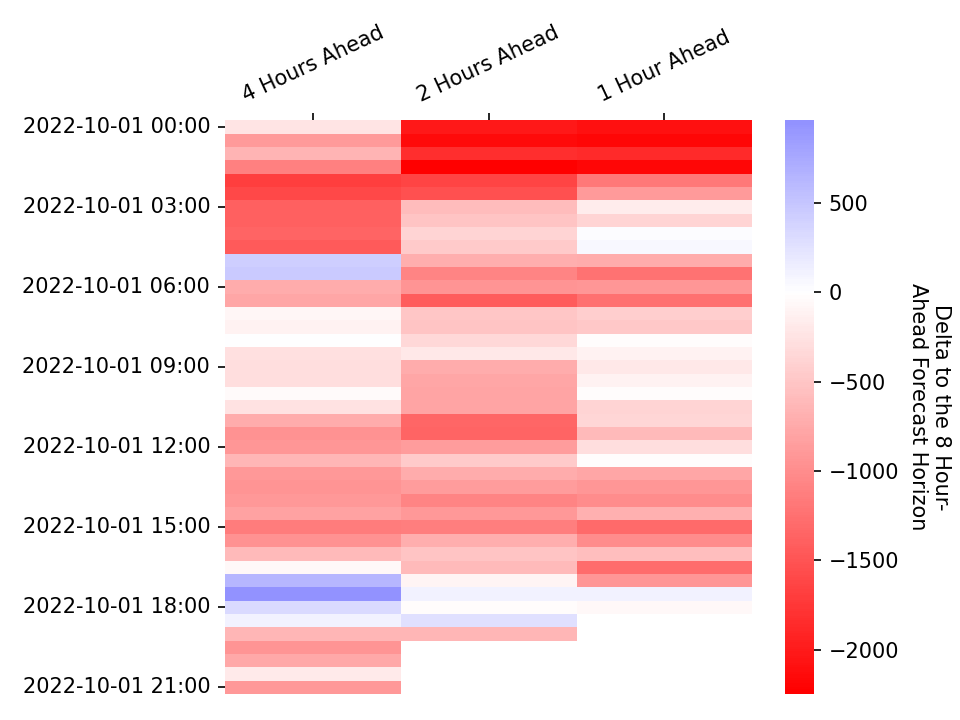 4 Hours Ahead
2 Hours Ahead
1 Hour Ahead
2022-10-01 00:00
2022-10-01 03:00
2022-10-01 06:00
2022-10-01 09:00
2022-10-01 12:00
2022-10-01 15:00
2022-10-01 18:00
2022-10-01 21:00
500
0
−500
−1000
−1500
−2000
Delta to the 8 Hour-
Ahead Forecast Horizon